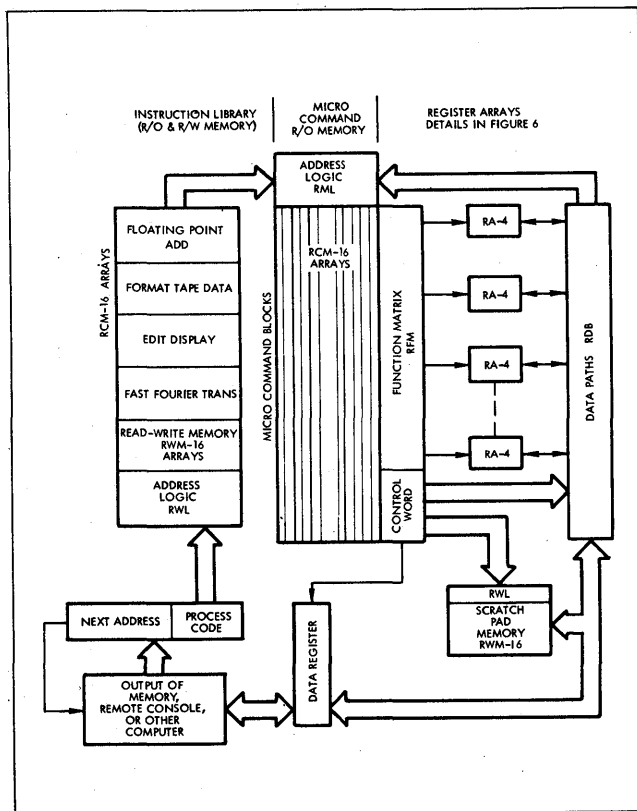 INSTRUCTION LIBRARY
(R/O & R/W MEMORY)
MICRO
COMMAND
R/O MEMORY
REGISTER ARRAYS
DETAILS IN FIGURE 6
ADDRESS
LOGIC
RML
RCM-16 ARRAYS
FLOATING POINT
ADD
FORMAT TAPE DATA
EDIT DISPLAY
FAST FOURIER TRANS
READ-WRITE MEMORY
RWM-16
ARRAYS
ADDRESS
LOGIC
RWL
MICRO COMMAND BLOCKS
RCM-16
ARRAYS
FUNCTION MATRIX
RFM
CONTROL
WORD
RA-4
RA-4
RA-4
RA-4
DATA PATHS RDB
NEXT ADDRESS
PROCESS
CODE
OUTPUT OF
MEMORY,
REMOTE CONSOLE,
OR OTHER
COMPUTER
DATA REGISTER
RWL
SCRATCH
PAD
MEMORY
RWM-16